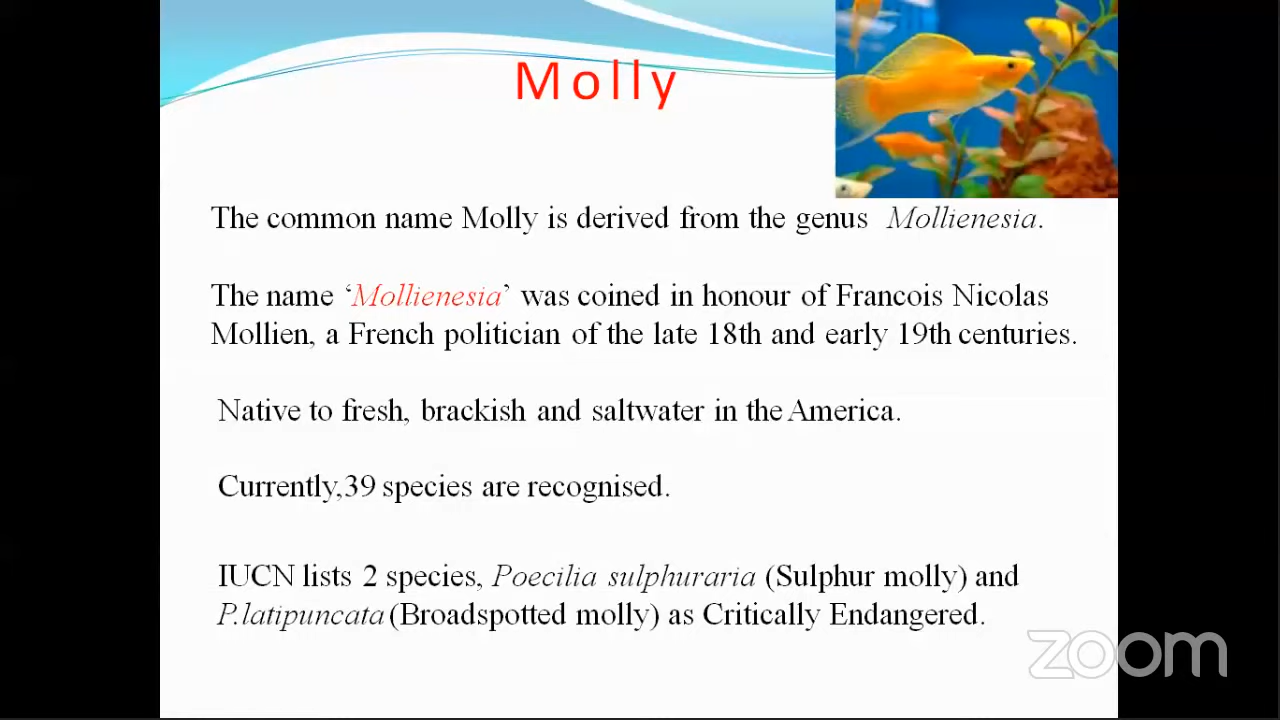 Molly
The common name Molly is derived from the genus Mollienesia.
The name ‘Mollienesia’ was coined in honour of Francois Nicolas
Mollien, a French politician of the late 18th and early 19th centuries.
Native to fresh, brackish and saltwater in the America.
Currently,39 species are recognised.
IUCN lists 2 species, Poecilia sulphuraria (Sulphur molly) and
P.latipuncata (Broadspotted molly) as Critically Endangered.
zoom